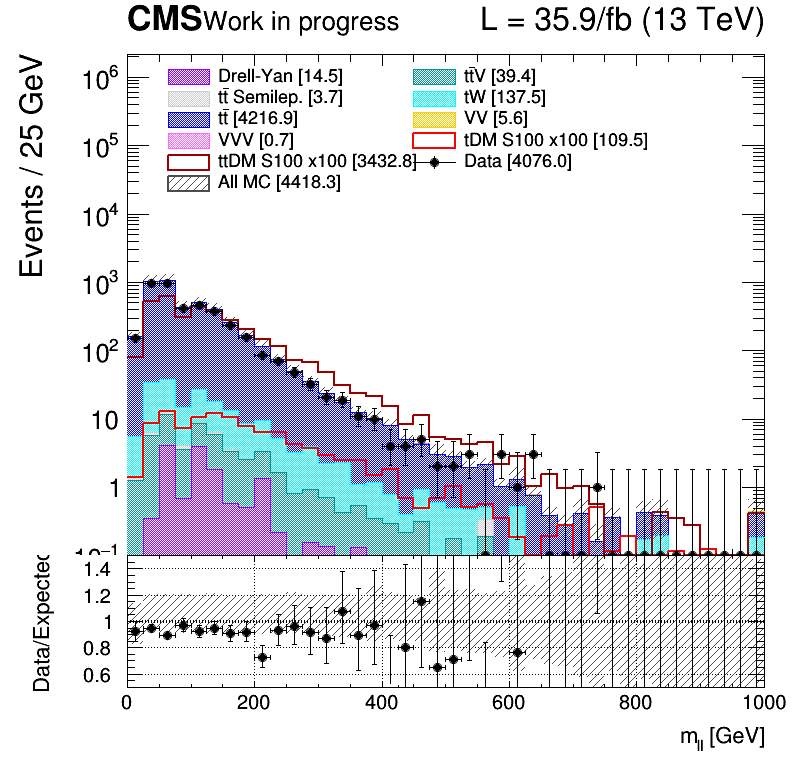 CMS Work in progress L = 35.9/fb (13 TeV)
Events / 25 GeV
Drell-Yan [14.5] tt̄V [39.4]
tt̄ Semilep. [3.7] tW [137.5]
tt̄ [4216.9] VV [5.6]
VVV [0.7] tDM S100 x100 [109.5]
ttDM S100 x100 [3432.8] Data [4076.0]
All MC [4418.3]
10⁶
10⁵
10⁴
10³
10²
10
1
10⁻¹
Data/Expected
1.4
1.2
1
0.8
0.6
0 200 400 600 800 1000
m_ll [GeV]